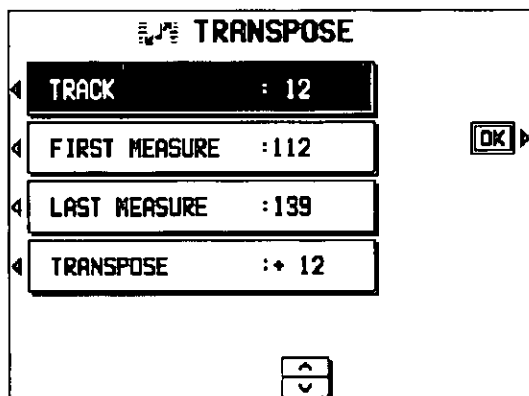 TRANSPOSE
TRACK : 12
FIRST MEASURE :112
OK
LAST MEASURE :139
TRANSPOSE :+ 12